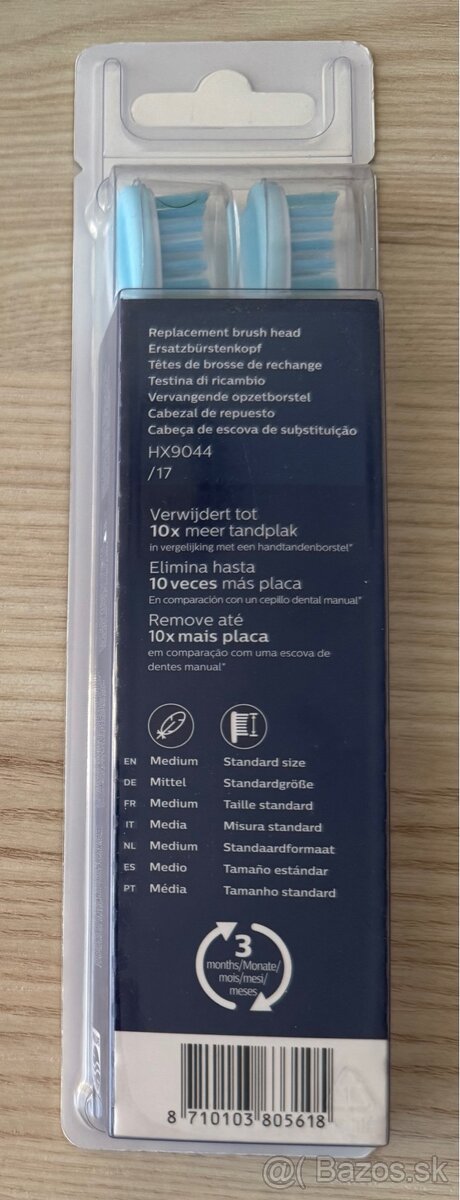 Replacement brush head
Ersatzbürstenkopf
Têtes de brosse de rechange
Testina di ricambio
Vervangende opzetborstel
Cabezal de repuesto
Cabeça de escova de substituição
HX9044
/17
Verwijdert tot
10x meer tandplak
in vergelijking met een handtandenborstel*
Elimina hasta
10 veces más placa
En comparación con un cepillo dental manual*
Remove até
10x mais placa
em comparação com uma escova de
dentes manual*
EN Medium Standard size
DE Mittel Standardgröße
FR Medium Taille standard
IT Media Misura standard
NL Medium Standaardformaat
ES Medio Tamaño estándar
PT Média Tamanho standard
3
months/Monate/
mois/mesi/
meses
8 710103 805618
Bazos.sk